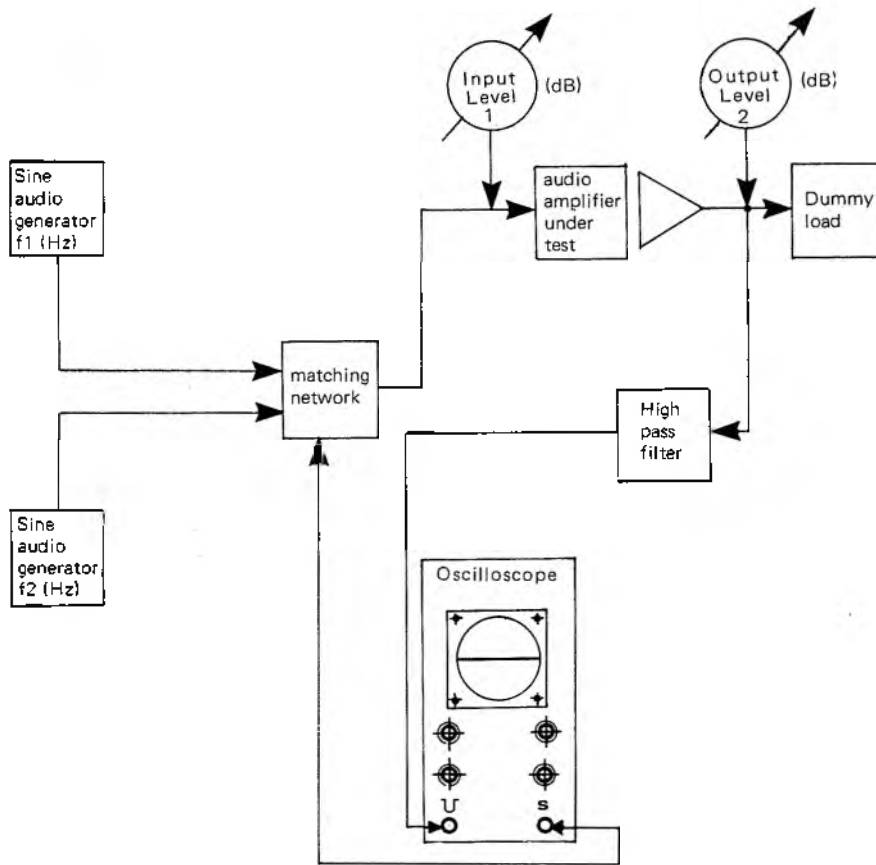 Input
Level
1
(dB)
Output
Level
2
(dB)
Sine
audio
generator
f1 (Hz)
audio
amplifier
under
test
Dummy
load
matching
network
High
pass
filter
Sine
audio
generator
f2 (Hz)
Oscilloscope
s